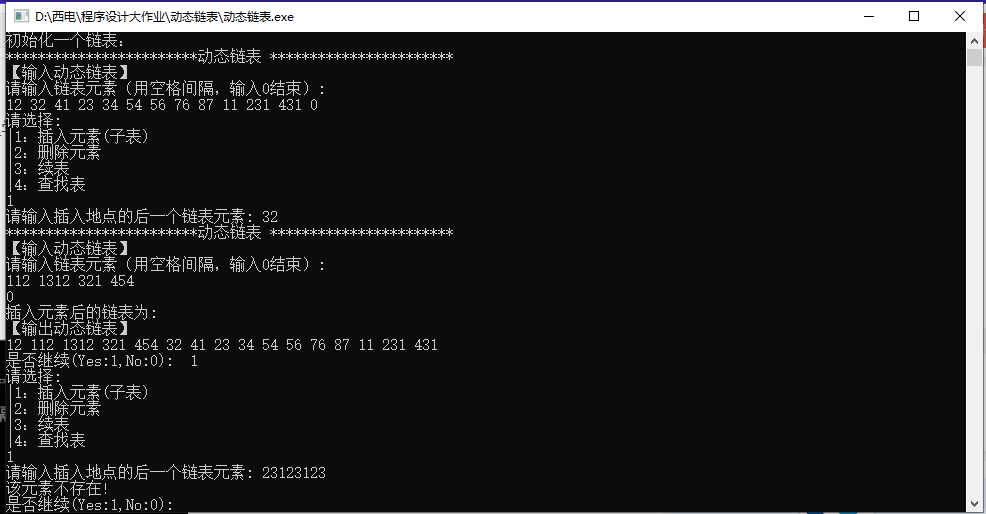 D:\西电\程序设计大作业\动态链表\动态链表.exe
初始化一个链表:
************************动态链表 ***********************
【输入动态链表】
请输入链表元素（用空格间隔，输入0结束）:
12 32 41 23 34 54 56 76 87 11 231 431 0
请选择:
|1: 插入元素(子表)
|2: 删除元素
|3: 续表
|4: 查找表
1
请输入插入地点的后一个链表元素: 32
************************动态链表 ***********************
【输入动态链表】
请输入链表元素（用空格间隔，输入0结束）:
112 1312 321 454
0
插入元素后的链表为:
【输出动态链表】
12 112 1312 321 454 32 41 23 34 54 56 76 87 11 231 431
是否继续(Yes:1,No:0):  1
请选择:
|1: 插入元素(子表)
|2: 删除元素
|3: 续表
|4: 查找表
1
请输入插入地点的后一个链表元素: 23123123
该元素不存在!
是否继续(Yes:1,No:0):